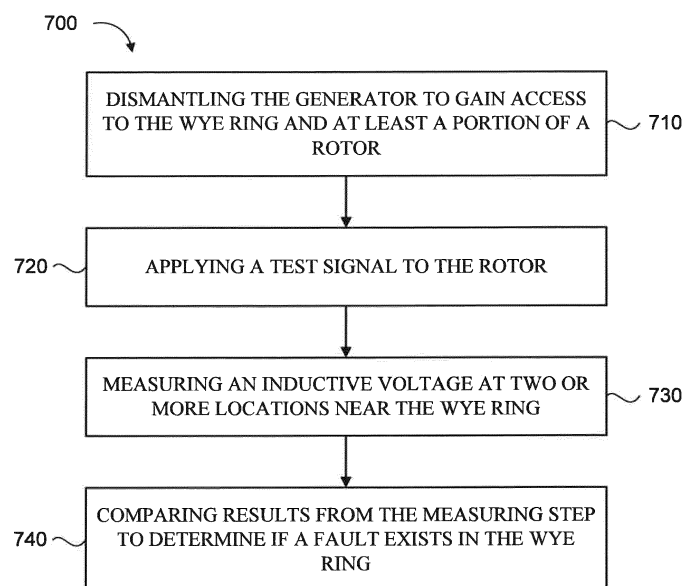 700
DISMANTLING THE GENERATOR TO GAIN ACCESS
TO THE WYE RING AND AT LEAST A PORTION OF A
ROTOR
710
720
APPLYING A TEST SIGNAL TO THE ROTOR
MEASURING AN INDUCTIVE VOLTAGE AT TWO OR
MORE LOCATIONS NEAR THE WYE RING
730
740
COMPARING RESULTS FROM THE MEASURING STEP
TO DETERMINE IF A FAULT EXISTS IN THE WYE
RING